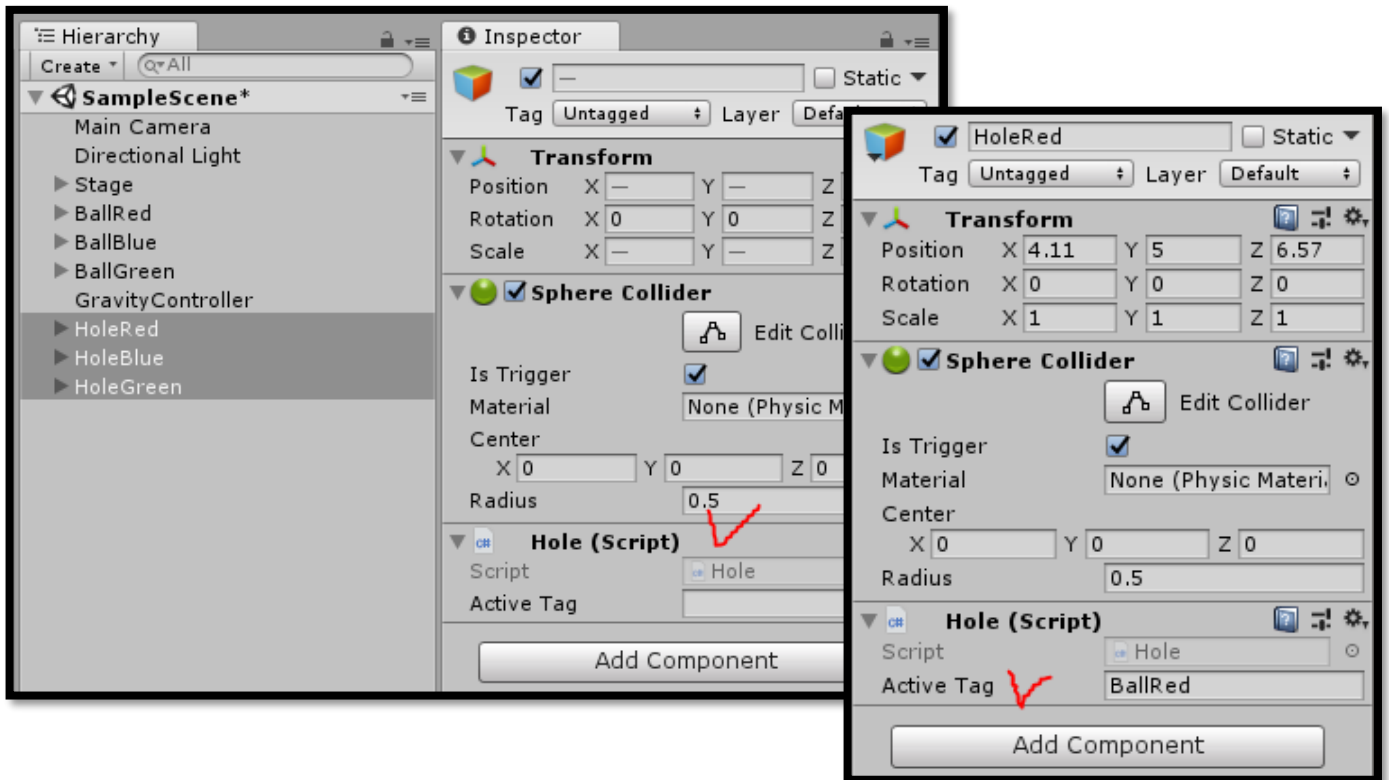 Hierarchy
Create All
SampleScene*
Main Camera
Directional Light
Stage
BallRed
BallBlue
BallGreen
GravityController
HoleRed
HoleBlue
HoleGreen
Inspector
— Static
Tag Untagged Layer Defa
Transform
Position X — Y — Z
Rotation X 0 Y 0 Z
Scale X — Y — Z
Sphere Collider
Edit Colli
Is Trigger
Material None (Physic M
Center
X 0 Y 0 Z 0
Radius 0.5
c# Hole (Script)
Script Hole
Active Tag
Add Component
HoleRed Static
Tag Untagged Layer Default
Transform
Position X 4.11 Y 5 Z 6.57
Rotation X 0 Y 0 Z 0
Scale X 1 Y 1 Z 1
Sphere Collider
Edit Collider
Is Trigger
Material None (Physic Materi
Center
X 0 Y 0 Z 0
Radius 0.5
c# Hole (Script)
Script Hole
Active Tag BallRed
Add Component